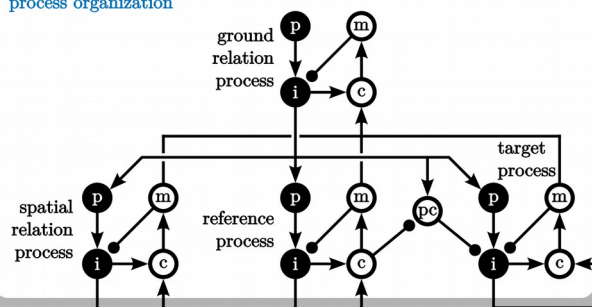 process organization
p
m
ground
relation
process
i
c
target
process
p
m
p
m
pc
p
m
spatial
relation
process
reference
process
i
c
i
c
i
c